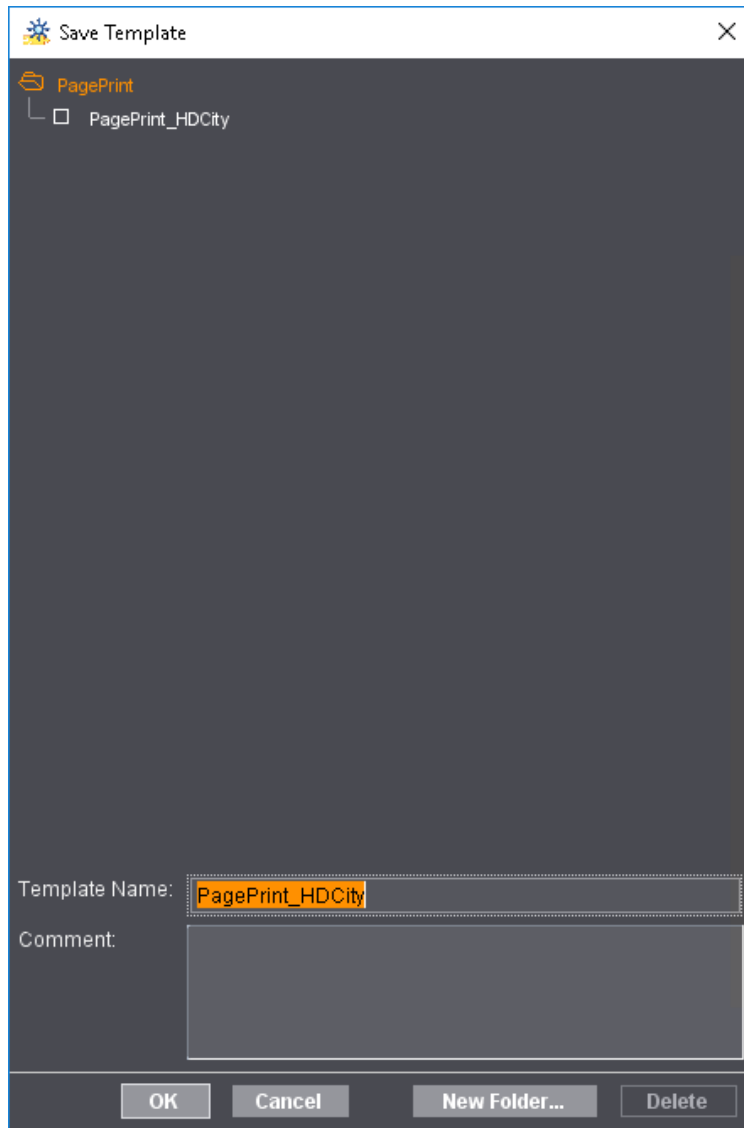 Save Template
PagePrint
PagePrint_HDCity
Template Name: PagePrint_HDCity
Comment:
OK Cancel New Folder... Delete